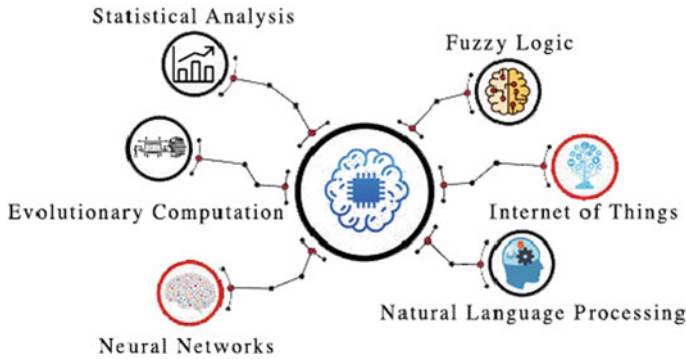 Statistical Analysis
Fuzzy Logic
Evolutionary Computation
Internet of Things
Neural Networks
Natural Language Processing